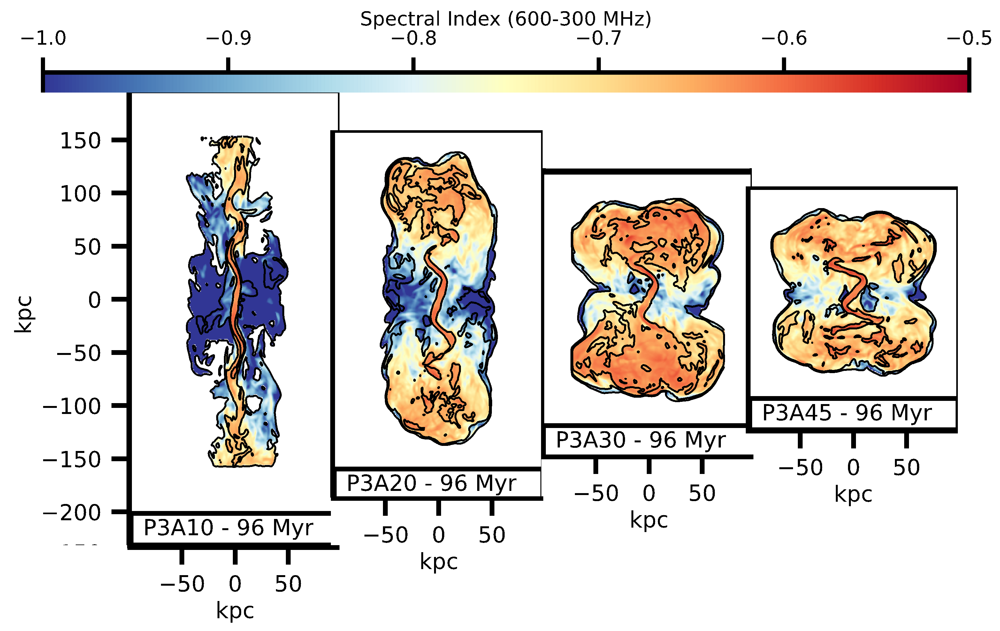 Spectral Index (600-300 MHz)
−1.0 −0.9 −0.8 −0.7 −0.6 −0.5
150
100
50
0
−50
−100
−150
−200
kpc
P3A10 - 96 Myr
−50 0 50
kpc
P3A20 - 96 Myr
−50 0 50
kpc
P3A30 - 96 Myr
−50 0 50
kpc
P3A45 - 96 Myr
−50 0 50
kpc